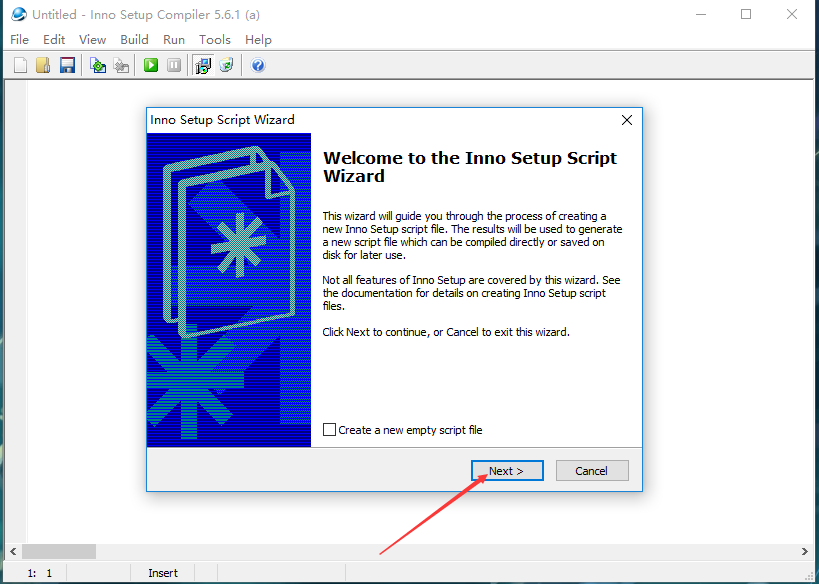 Untitled - Inno Setup Compiler 5.6.1 (a)
File Edit View Build Run Tools Help
Inno Setup Script Wizard
Welcome to the Inno Setup Script
Wizard
This wizard will guide you through the process of creating a
new Inno Setup script file. The results will be used to generate
a new script file which can be compiled directly or saved on
disk for later use.
Not all features of Inno Setup are covered by this wizard. See
the documentation for details on creating Inno Setup script
files.
Click Next to continue, or Cancel to exit this wizard.
Create a new empty script file
Next > Cancel
1: 1 Insert